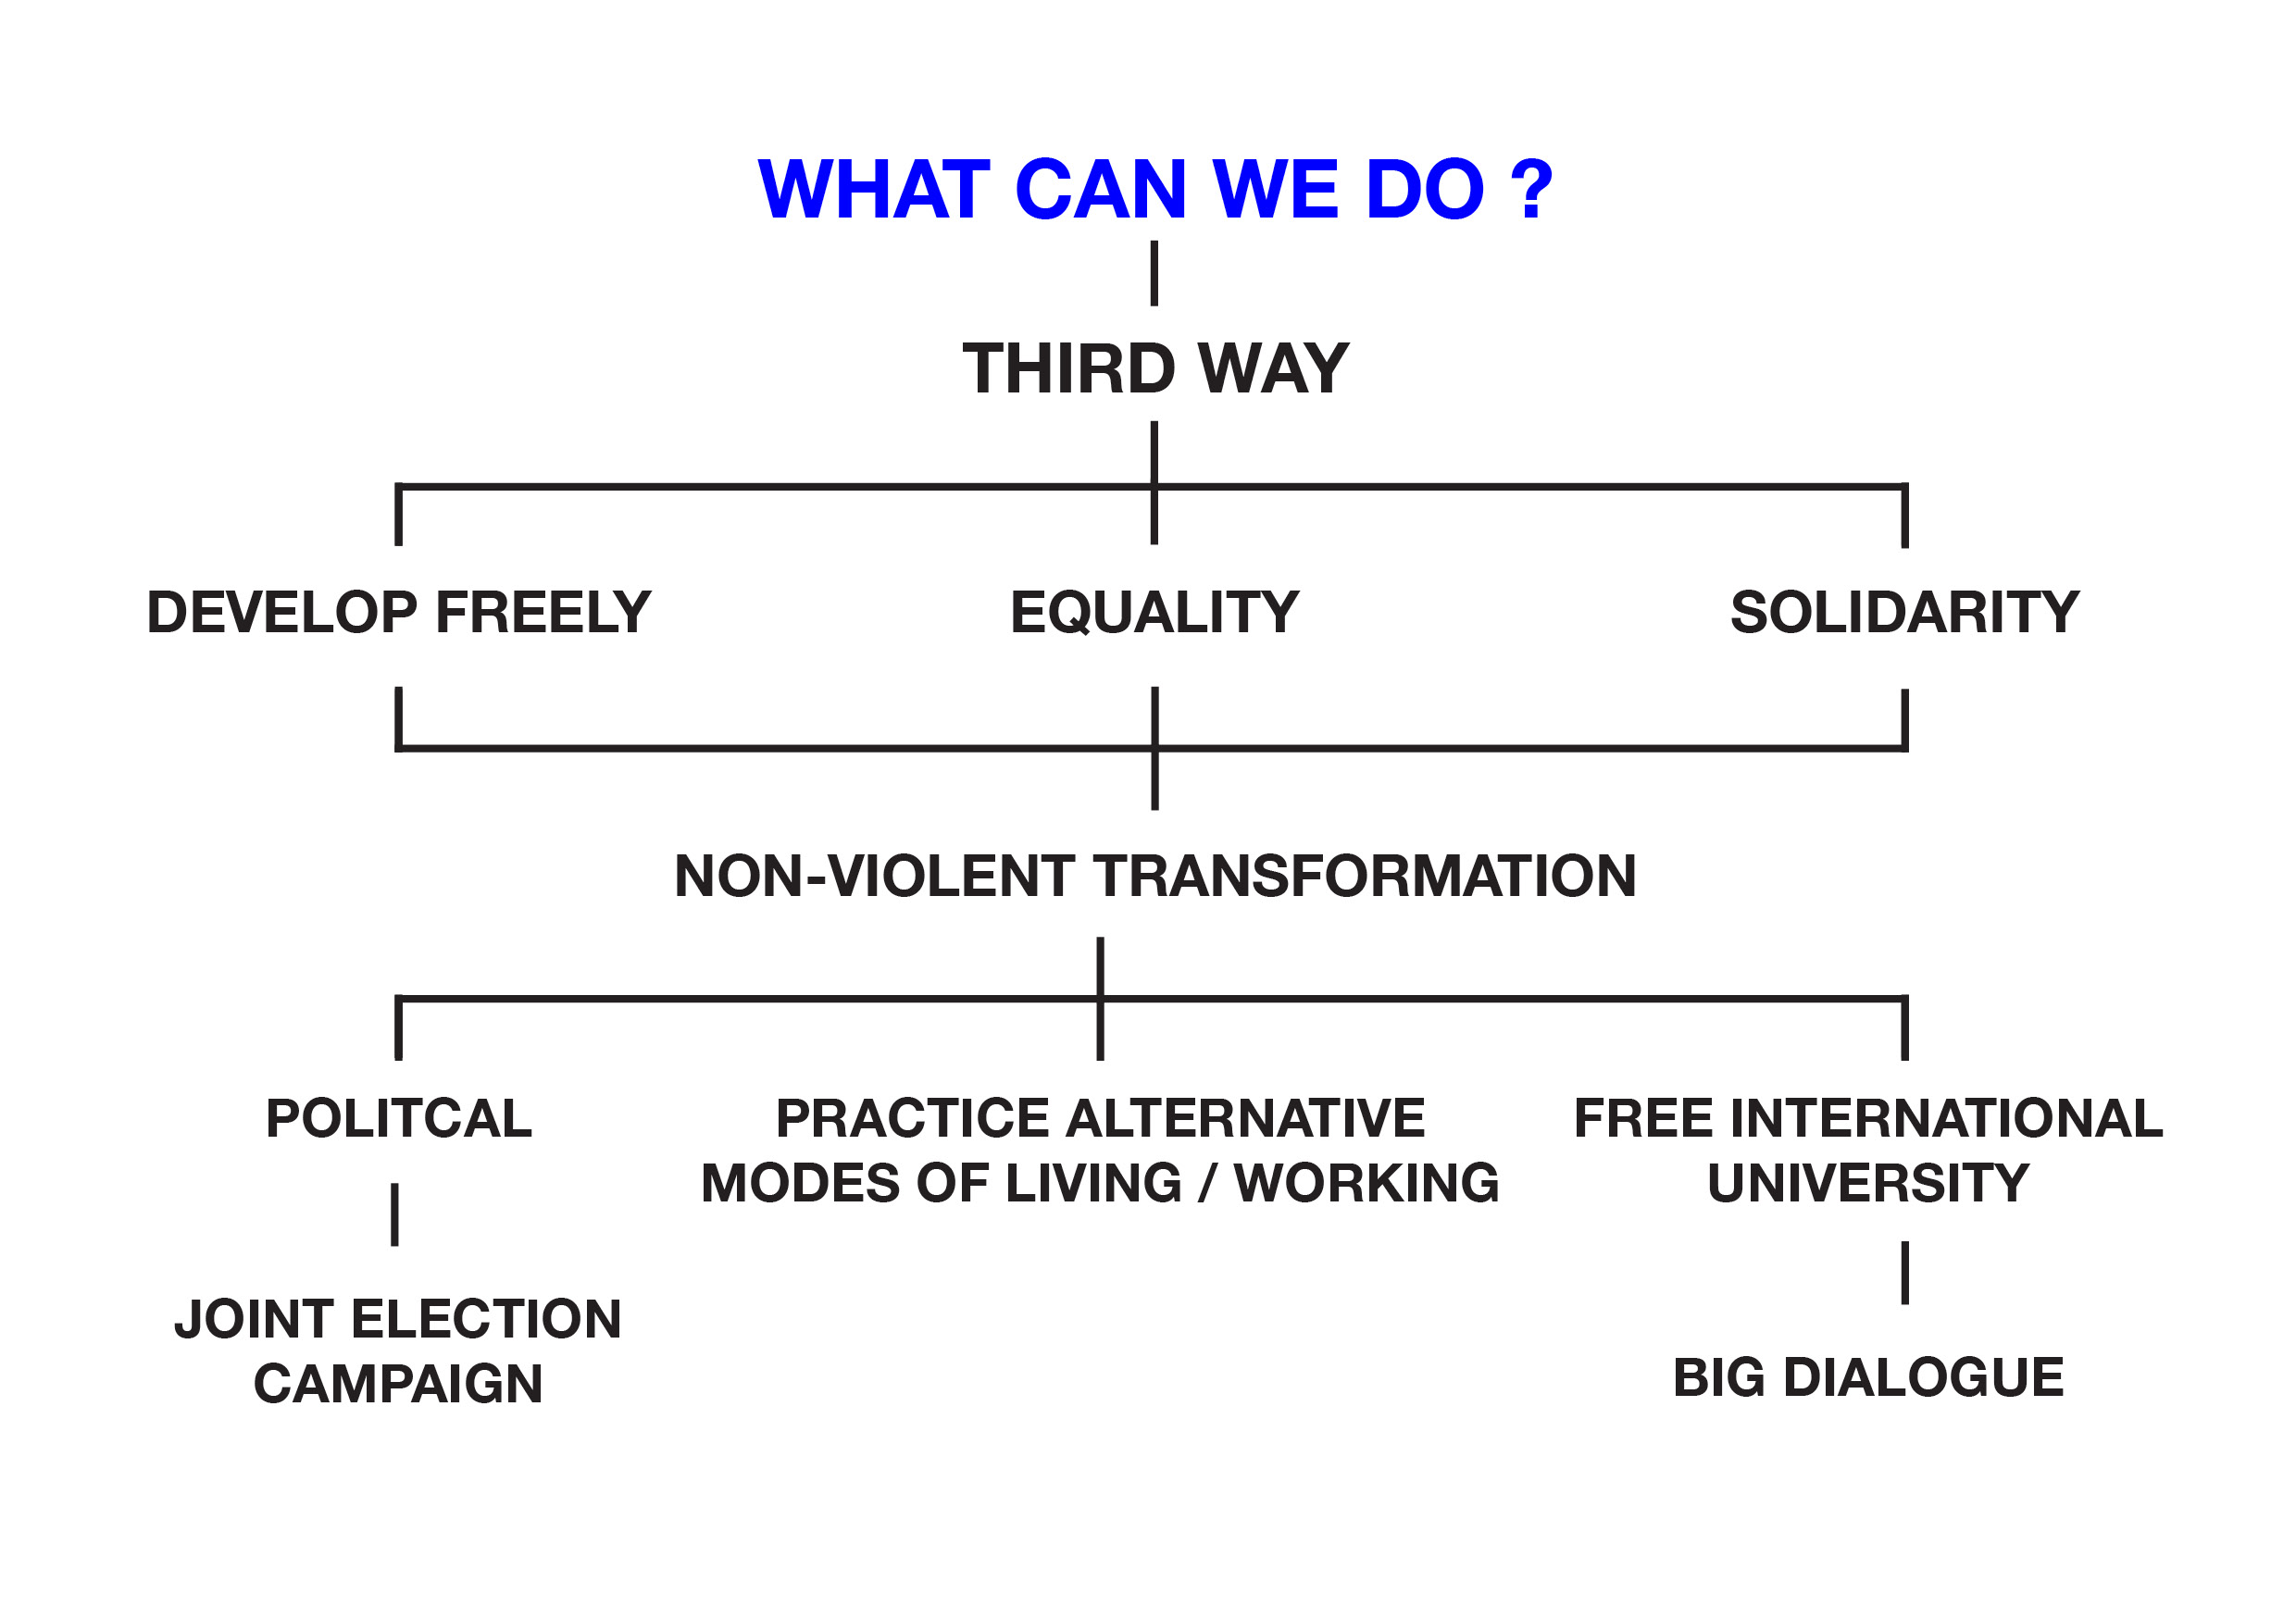 WHAT CAN WE DO ?
THIRD WAY
DEVELOP FREELY
EQUALITY
SOLIDARITY
NON-VIOLENT TRANSFORMATION
POLITCAL
PRACTICE ALTERNATIVE
MODES OF LIVING / WORKING
FREE INTERNATIONAL
UNIVERSITY
JOINT ELECTION
CAMPAIGN
BIG DIALOGUE